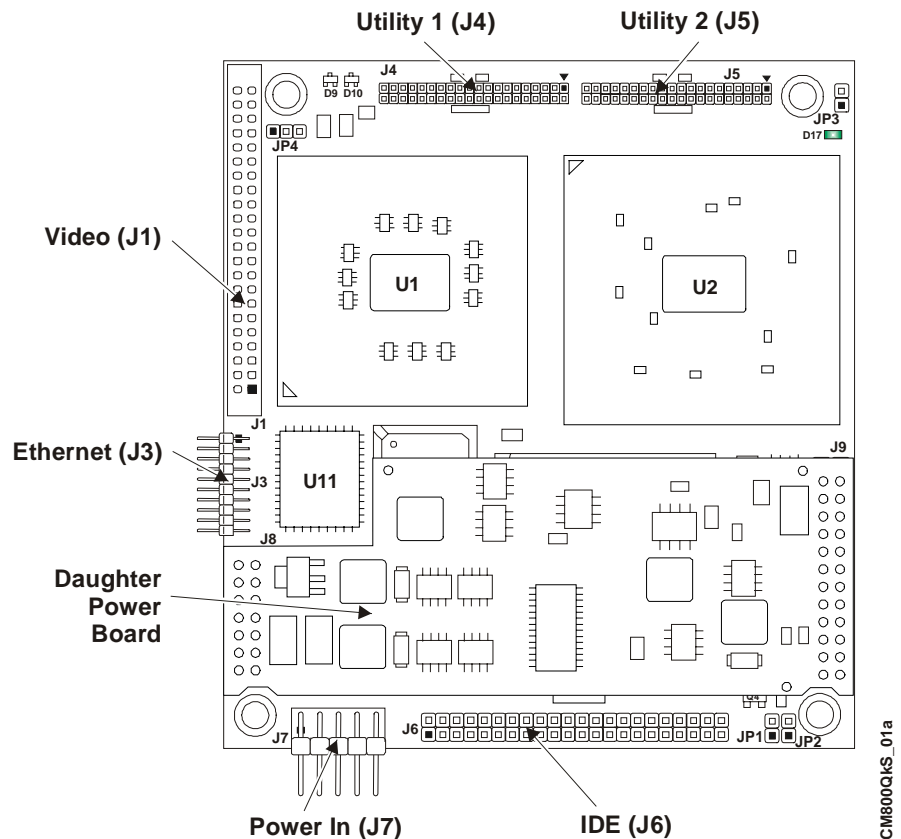 Utility 1 (J4)
Utility 2 (J5)
J4
J5
D9
D10
JP3
D17
JP4
Video (J1)
U1
U2
J1
Ethernet (J3)
J3
U11
J9
J8
Daughter
Power
Board
Q4
J7
J6
JP1
JP2
Power In (J7)
IDE (J6)
CM800QkS_01a